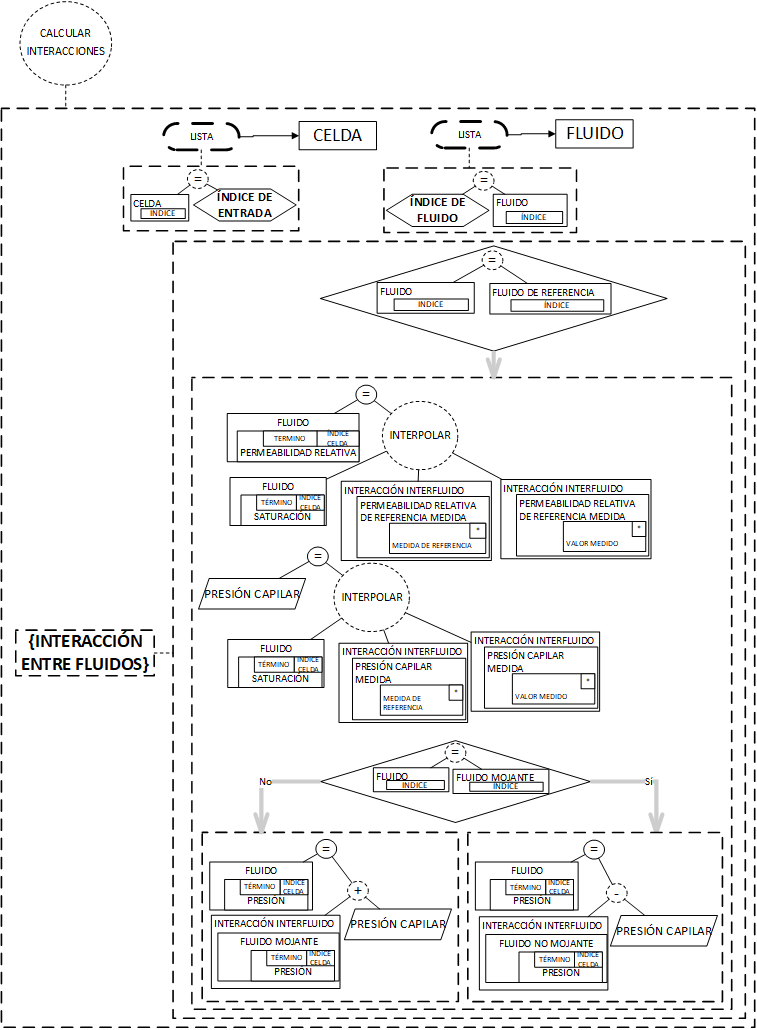 CALCULAR
INTERACCIONES
LISTA
CELDA
LISTA
FLUIDO
=
CELDA
ÍNDICE
ÍNDICE DE
ENTRADA
=
ÍNDICE DE
FLUIDO
FLUIDO
ÍNDICE
=
FLUIDO
ÍNDICE
FLUIDO DE REFERENCIA
ÍNDICE
=
FLUIDO
TERMINO
ÍNDICE
CELDA
PERMEABILIDAD RELATIVA
INTERPOLAR
FLUIDO
TÉRMINO
ÍNDICE
CELDA
SATURACIÓN
INTERACCIÓN INTERFLUIDO
PERMEABILIDAD RELATIVA
DE REFERENCIA MEDIDA
*
MEDIDA DE REFERENCIA
INTERACCIÓN INTERFLUIDO
PERMEABILIDAD RELATIVA
DE REFERENCIA MEDIDA
*
VALOR MEDIDO
=
PRESIÓN CAPILAR
INTERPOLAR
FLUIDO
TÉRMINO
ÍNDICE
CELDA
SATURACIÓN
INTERACCIÓN INTERFLUIDO
PRESIÓN CAPILAR
MEDIDA
*
MEDIDA DE
REFERENCIA
INTERACCIÓN INTERFLUIDO
PRESIÓN CAPILAR
MEDIDA
*
VALOR MEDIDO
{INTERACCIÓN
ENTRE FLUIDOS}
=
FLUIDO
ÍNDICE
FLUIDO MOJANTE
ÍNDICE
No
Sí
=
FLUIDO
TÉRMINO
ÍNDICE
CELDA
PRESIÓN
+
INTERACCIÓN INTERFLUIDO
FLUIDO MOJANTE
TÉRMINO
ÍNDICE
CELDA
PRESIÓN
PRESIÓN CAPILAR
=
FLUIDO
TÉRMINO
ÍNDICE
CELDA
PRESIÓN
-
INTERACCIÓN INTERFLUIDO
FLUIDO NO MOJANTE
TÉRMINO
ÍNDICE
CELDA
PRESIÓN
PRESIÓN CAPILAR